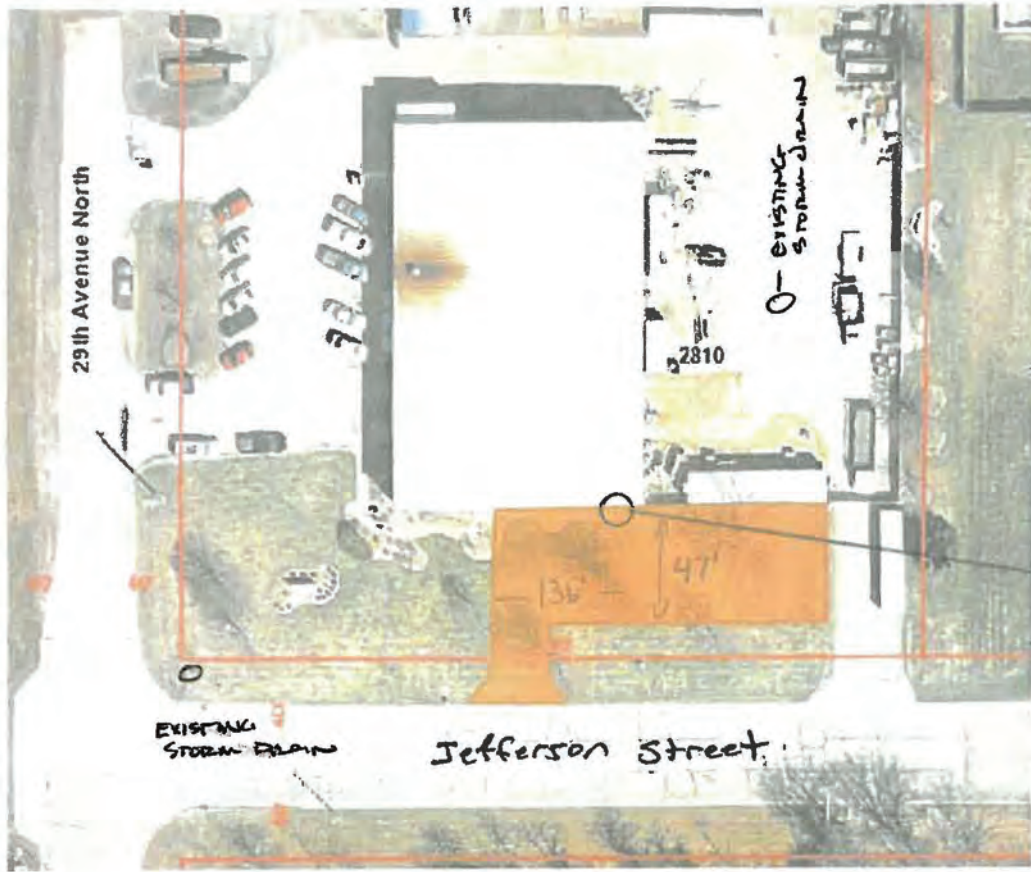 EXISTING
STORM DRAIN
29th Avenue North
2810
136'
47'
EXISTING
STORM DRAIN
Jefferson Street